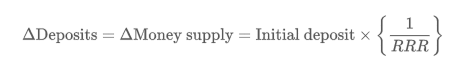 ΔDeposits = ΔMoney supply = Initial deposit × { 1 / RRR }